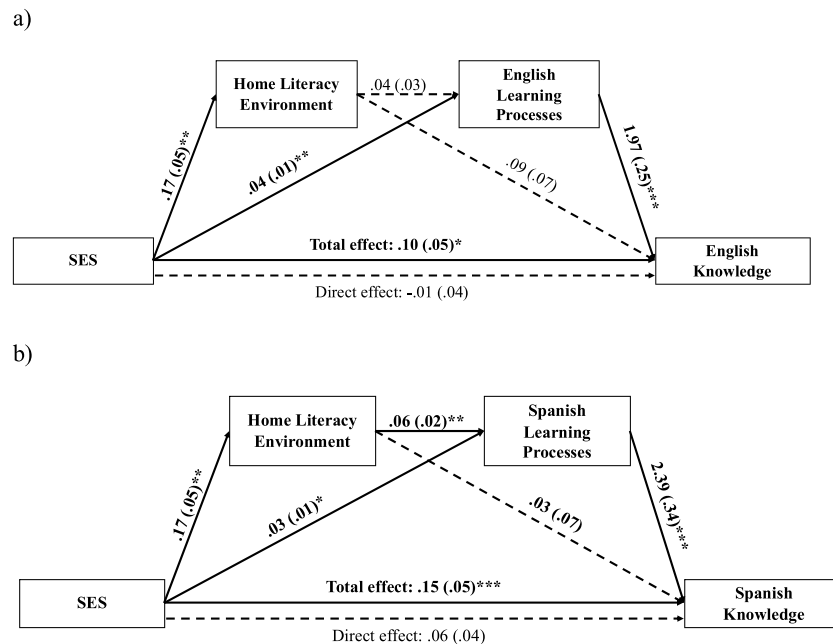 a)
Home Literacy
Environment
.04 (.03)
English
Learning
Processes
.17 (.05)**
.04 (.01)**
.09 (.07)
1.97 (.25)***
SES
Total effect: .10 (.05)*
English
Knowledge
Direct effect: -.01 (.04)
b)
Home Literacy
Environment
.06 (.02)**
Spanish
Learning
Processes
.17 (.05)**
.03 (.01)*
.03 (.07)
2.39 (.34)***
SES
Total effect: .15 (.05)***
Spanish
Knowledge
Direct effect: .06 (.04)